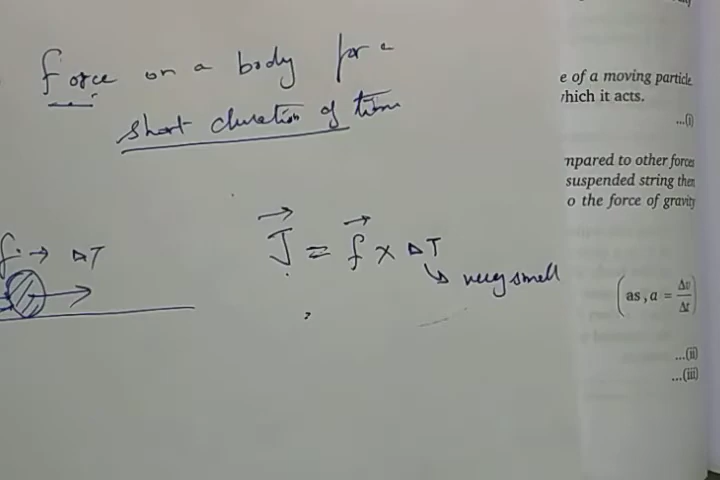 force on a body for a
short duration of time
f → ΔT
J = f × ΔT
very small
e of a moving particle
which it acts.
...(i)
mpared to other forces
suspended string then
o the force of gravity
(as, a = Δv/Δt)
...(ii)
...(iii)